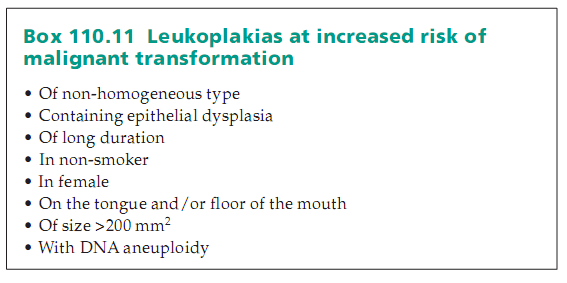 Box 110.11 Leukoplakias at increased risk of
malignant transformation
• Of non-homogeneous type
• Containing epithelial dysplasia
• Of long duration
• In non-smoker
• In female
• On the tongue and/or floor of the mouth
• Of size >200 mm²
• With DNA aneuploidy